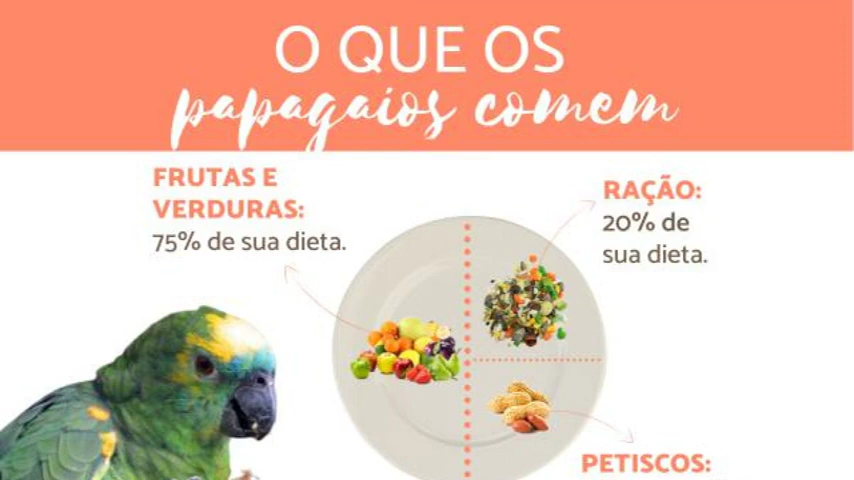 O QUE OS
papagaios comem
FRUTAS E
VERDURAS:
75% de sua dieta.
RAÇÃO:
20% de
sua dieta.
PETISCOS: